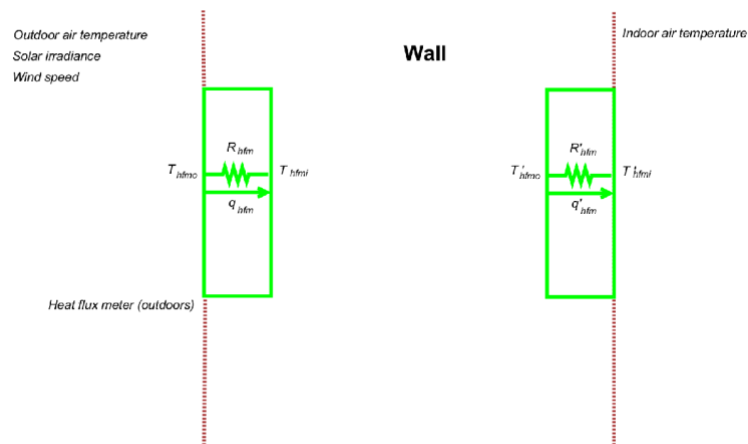 Outdoor air temperature
Solar irradiance
Wind speed
Wall
Indoor air temperature
R hfm
T hfmo
T hfmi
q hfm
R' hfm
T' hfmo
T' hfmi
q' hfm
Heat flux meter (outdoors)